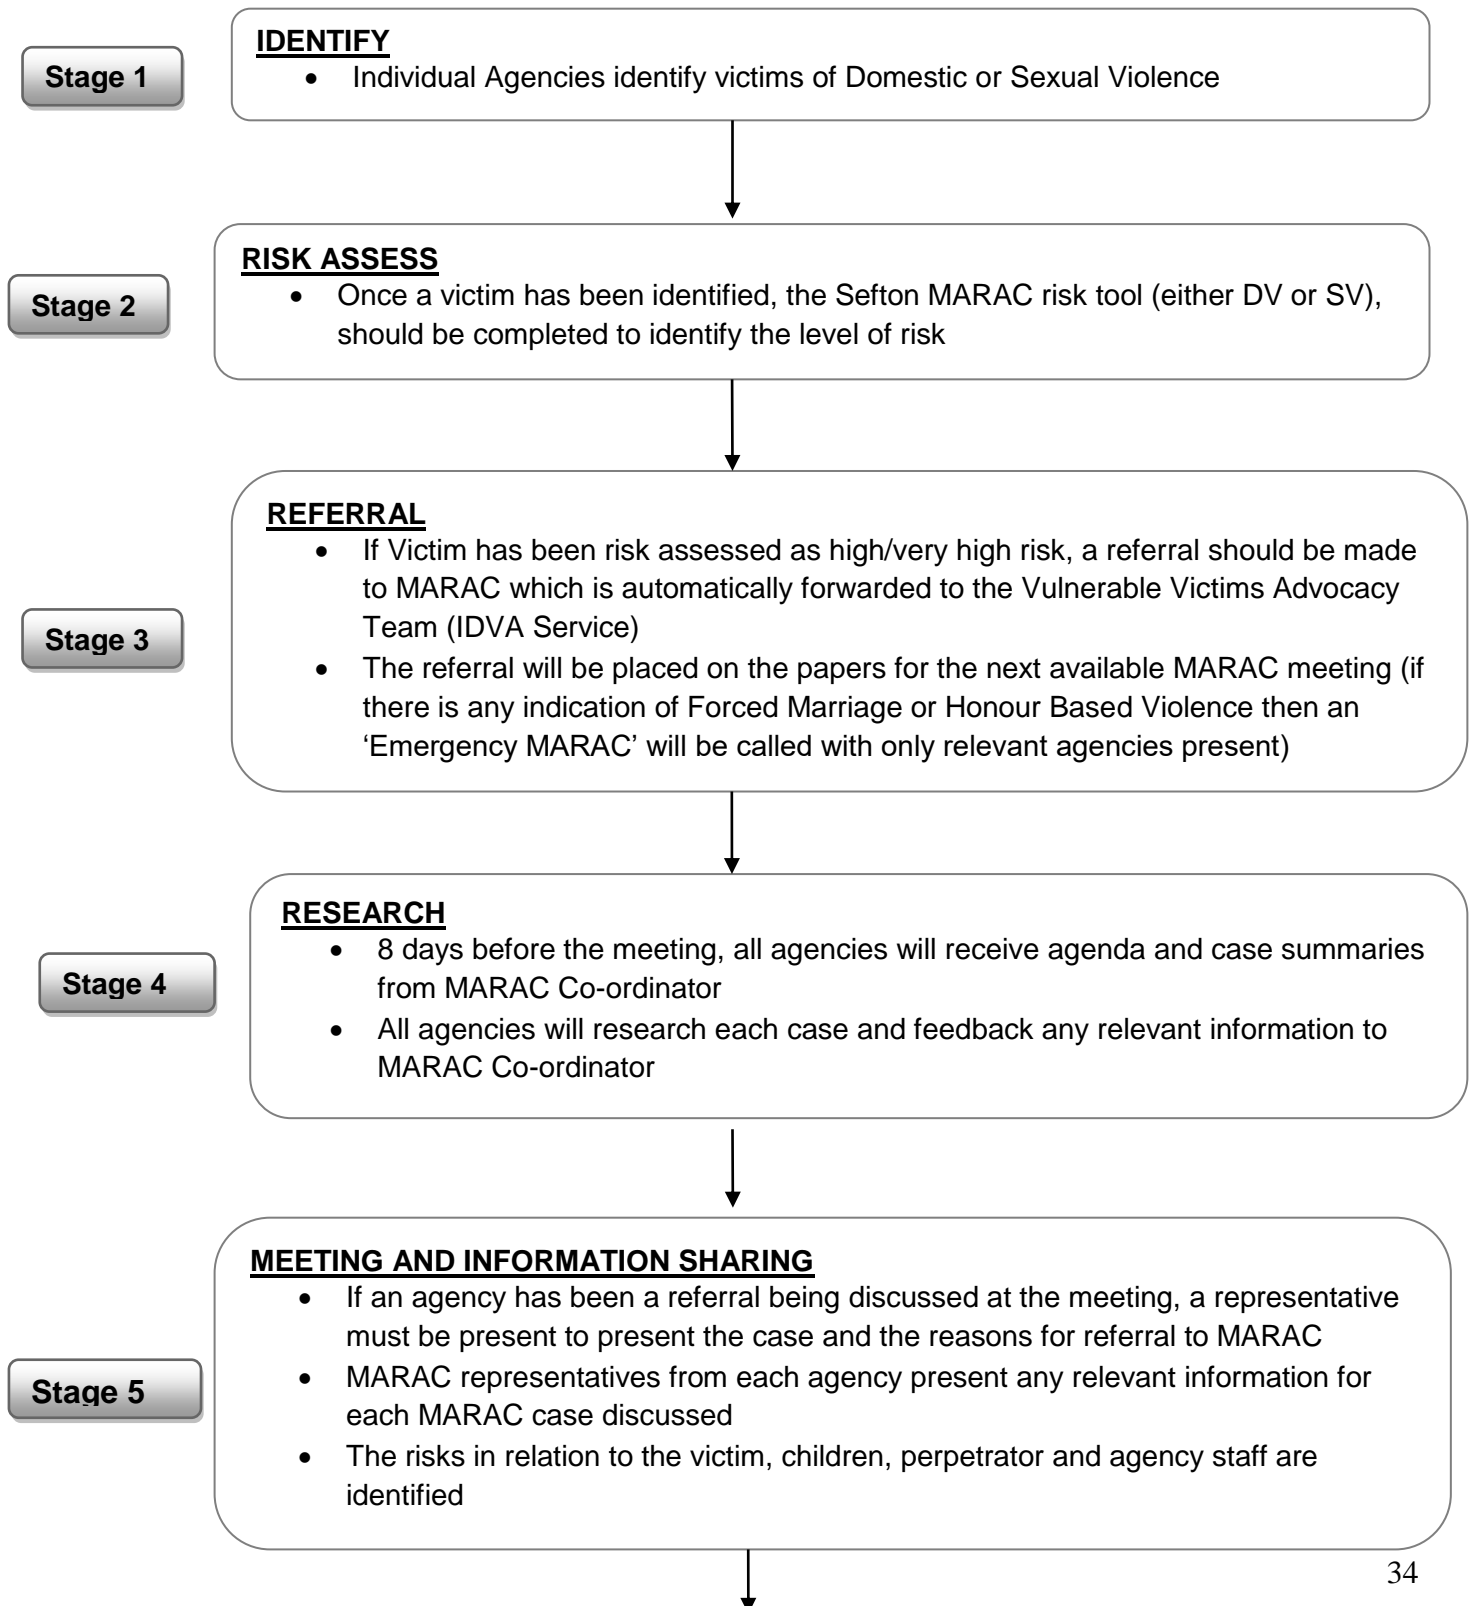 Stage 1
IDENTIFY
• Individual Agencies identify victims of Domestic or Sexual Violence
Stage 2
RISK ASSESS
• Once a victim has been identified, the Sefton MARAC risk tool (either DV or SV),
should be completed to identify the level of risk
Stage 3
REFERRAL
• If Victim has been risk assessed as high/very high risk, a referral should be made
to MARAC which is automatically forwarded to the Vulnerable Victims Advocacy
Team (IDVA Service)
• The referral will be placed on the papers for the next available MARAC meeting (if
there is any indication of Forced Marriage or Honour Based Violence then an
‘Emergency MARAC’ will be called with only relevant agencies present)
Stage 4
RESEARCH
• 8 days before the meeting, all agencies will receive agenda and case summaries
from MARAC Co-ordinator
• All agencies will research each case and feedback any relevant information to
MARAC Co-ordinator
Stage 5
MEETING AND INFORMATION SHARING
• If an agency has been a referral being discussed at the meeting, a representative
must be present to present the case and the reasons for referral to MARAC
• MARAC representatives from each agency present any relevant information for
each MARAC case discussed
• The risks in relation to the victim, children, perpetrator and agency staff are
identified
34